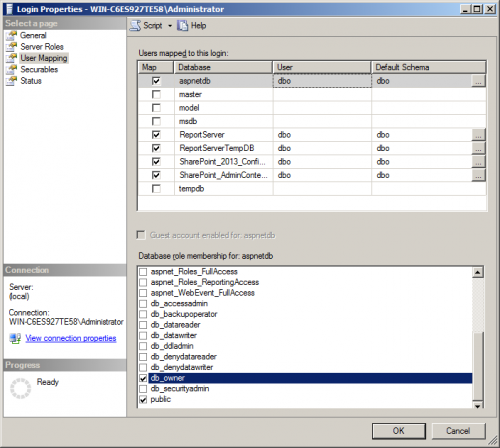 Login Properties - WIN-C6ES927TE58\Administrator
Select a page
General
Server Roles
User Mapping
Securables
Status
Script
Help
Users mapped to this login:
Map Database User Default Schema
aspnetdb dbo dbo ...
master
model
msdb
ReportServer dbo dbo ...
ReportServerTempDB dbo dbo ...
SharePoint_2013_Confi... dbo dbo ...
SharePoint_AdminConte... dbo dbo ...
tempdb
Guest account enabled for: aspnetdb
Database role membership for: aspnetdb
aspnet_Roles_FullAccess
aspnet_Roles_ReportingAccess
aspnet_WebEvent_FullAccess
db_accessadmin
db_backupoperator
db_datareader
db_datawriter
db_ddladmin
db_denydatareader
db_denydatawriter
db_owner
db_securityadmin
public
Connection
Server:
(local)
Connection:
WIN-C6ES927TE58\Administrator
View connection properties
Progress
Ready
OK
Cancel